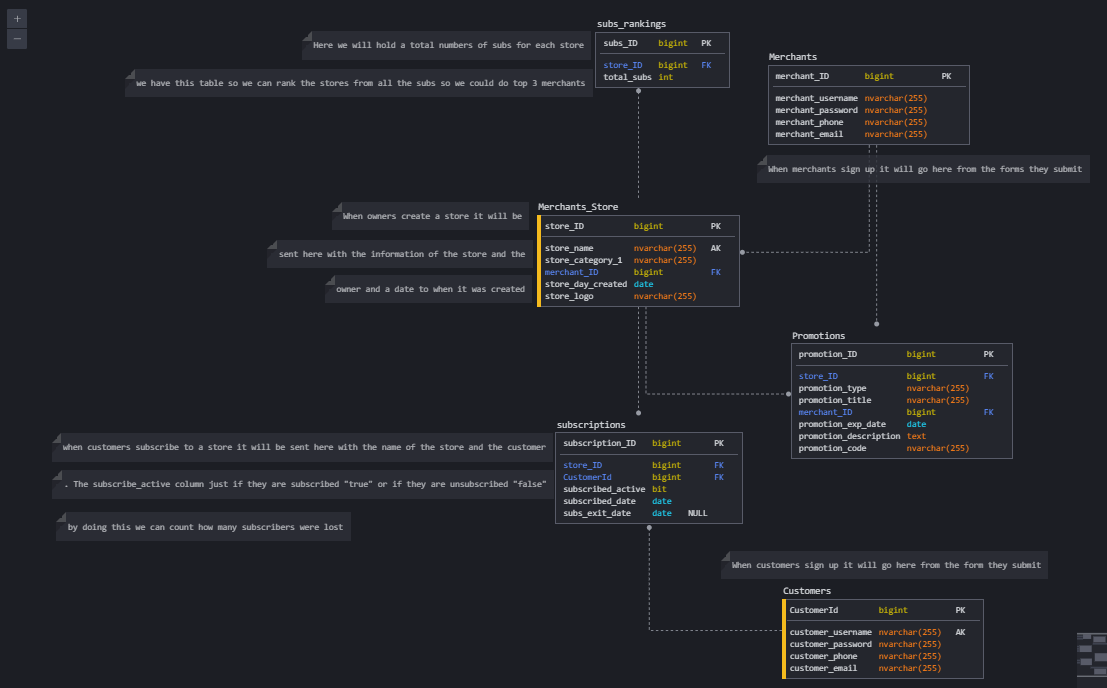 +
−
subs_rankings
subs_ID bigint PK
store_ID bigint FK
total_subs int
Here we will hold a total numbers of subs for each store
we have this table so we can rank the stores from all the subs so we could do top 3 merchants
Merchants
merchant_ID bigint PK
merchant_username nvarchar(255)
merchant_password nvarchar(255)
merchant_phone nvarchar(255)
merchant_email nvarchar(255)
When merchants sign up it will go here from the forms they submit
Merchants_Store
store_ID bigint PK
store_name nvarchar(255) AK
store_category_1 nvarchar(255)
merchant_ID bigint FK
store_day_created date
store_logo nvarchar(255)
When owners create a store it will be
sent here with the information of the store and the
owner and a date to when it was created
Promotions
promotion_ID bigint PK
store_ID bigint FK
promotion_type nvarchar(255)
promotion_title nvarchar(255)
merchant_ID bigint FK
promotion_exp_date date
promotion_description text
promotion_code nvarchar(255)
subscriptions
subscription_ID bigint PK
store_ID bigint FK
CustomerId bigint FK
subscribed_active bit
subscribed_date date
subs_exit_date date NULL
when customers subscribe to a store it will be sent here with the name of the store and the customer
. The subscribe_active column just if they are subscribed "true" or if they are unsubscribed "false"
by doing this we can count how many subscribers were lost
When customers sign up it will go here from the form they submit
Customers
CustomerId bigint PK
customer_username nvarchar(255) AK
customer_password nvarchar(255)
customer_phone nvarchar(255)
customer_email nvarchar(255)